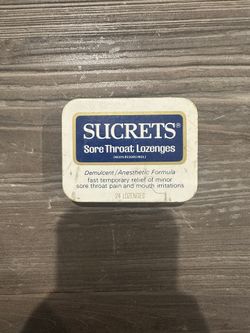 SUCRETS®
Sore Throat Lozenges
Demulcent/Anesthetic Formula
fast temporary relief of minor
sore throat pain and mouth irritations
24 LOZENGES